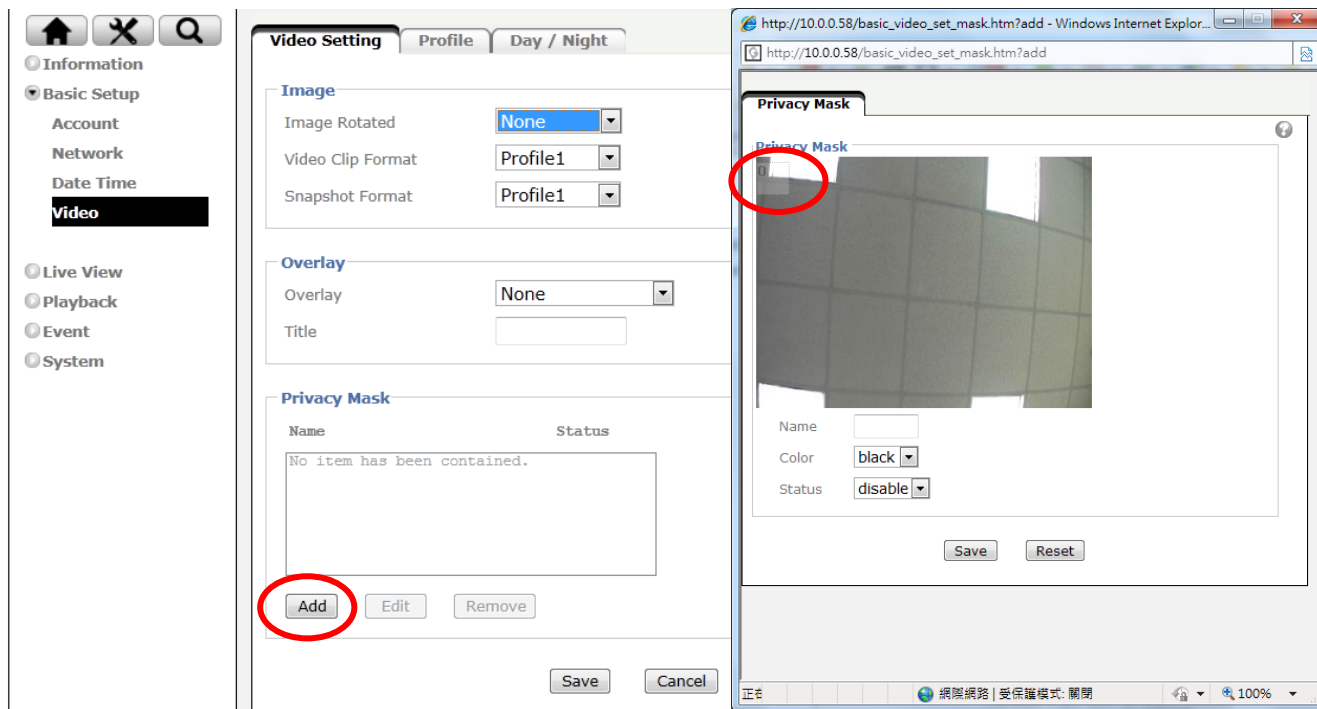 Information
Basic Setup
Account
Network
Date Time
Video
Live View
Playback
Event
System
Video Setting
Profile
Day / Night
Image
Image Rotated
None
Video Clip Format
Profile1
Snapshot Format
Profile1
Overlay
Overlay
None
Title
Privacy Mask
Name
Status
No item has been contained.
Add
Edit
Remove
Save
Cancel
http://10.0.0.58/basic_video_set_mask.htm?add - Windows Internet Explor...
http://10.0.0.58/basic_video_set_mask.htm?add
Privacy Mask
Privacy Mask
0
Name
Color
black
Status
disable
Save
Reset
正在
網際網路 | 受保護模式: 關閉
100%